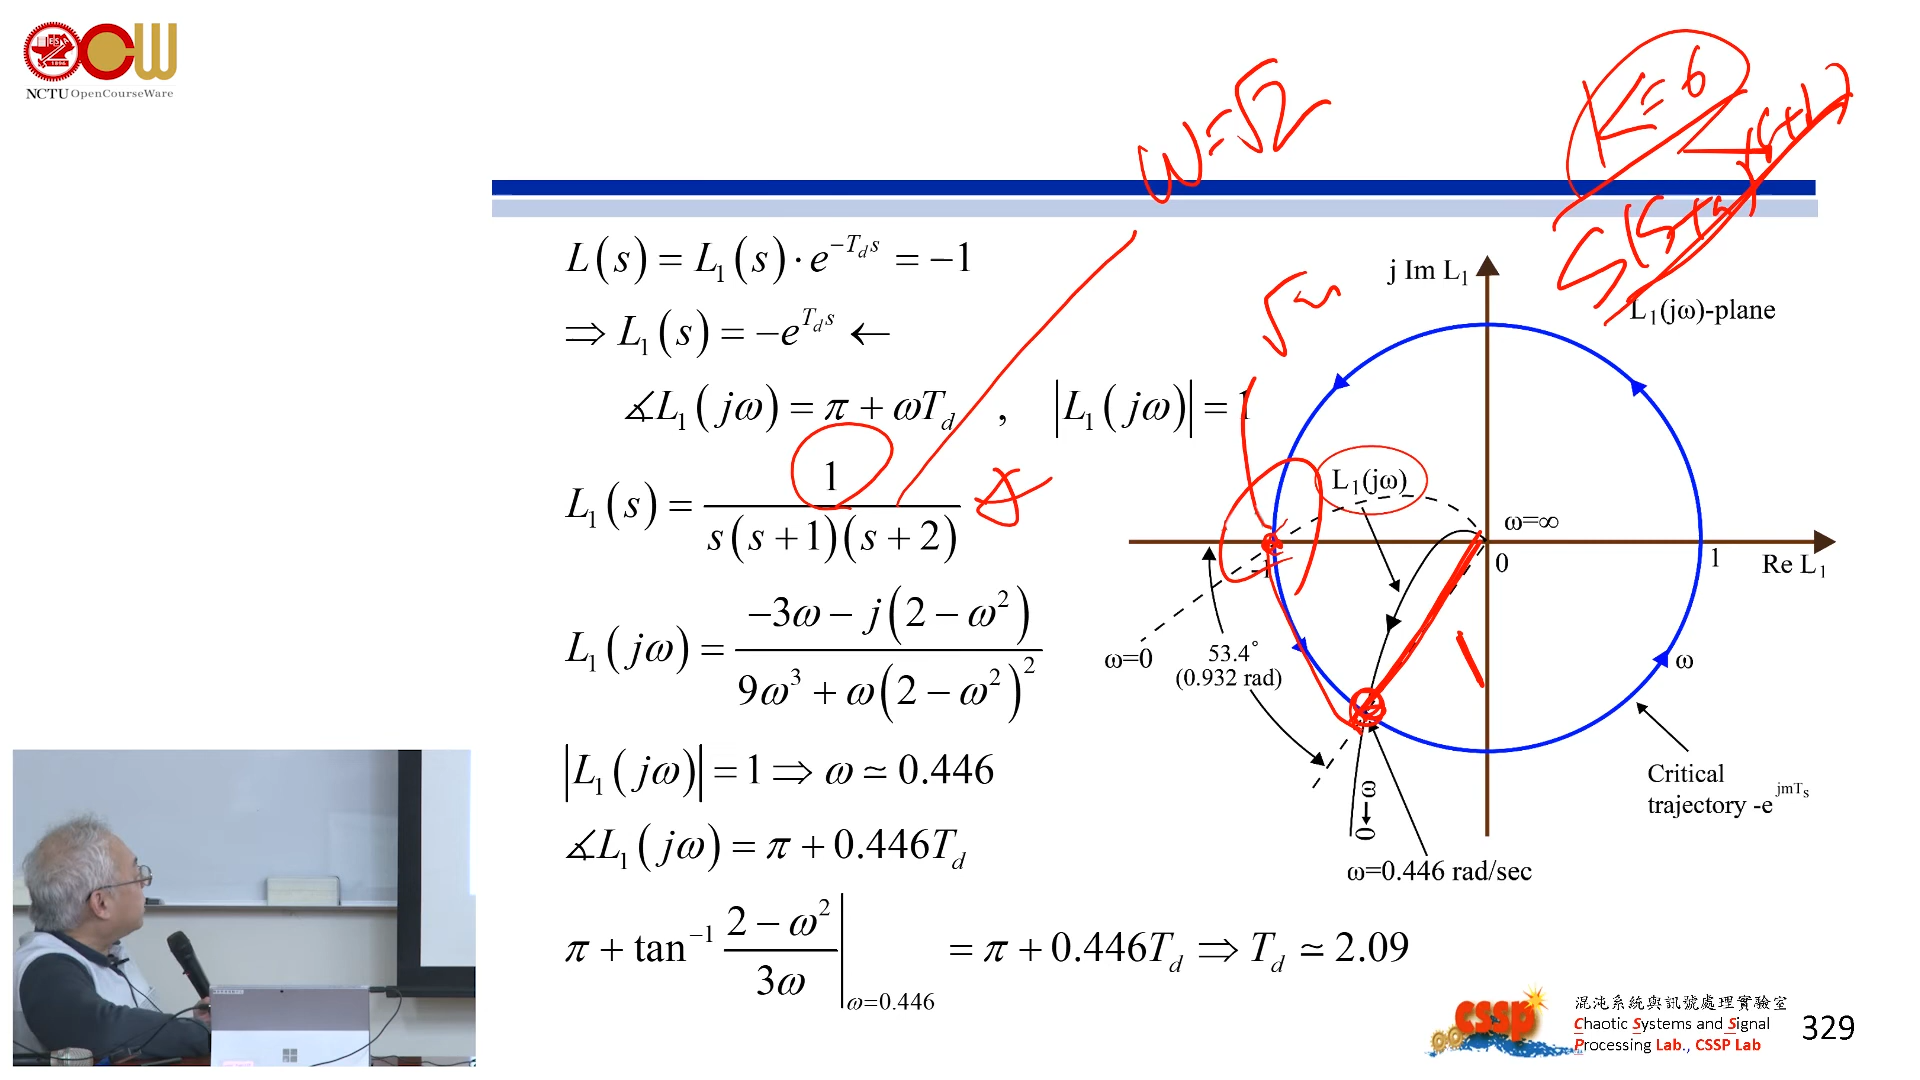 NCTU OpenCourseWare
ω=√2
K=6
L(s) = L₁(s)·e^{-T_d s} = -1
⇒ L₁(s) = -e^{T_d s} ←
∡L₁(jω) = π + ωT_d , |L₁(jω)| = 1
L₁(s) = 1 / s(s+1)(s+2)
L₁(jω) = (-3ω - j(2-ω²)) / (9ω³ + ω(2-ω²)²)
|L₁(jω)| = 1 ⇒ ω ≃ 0.446
∡L₁(jω) = π + 0.446T_d
π + tan⁻¹ (2-ω²)/(3ω) |_{ω=0.446} = π + 0.446T_d ⇒ T_d ≃ 2.09
j Im L₁
L₁(jω)-plane
L₁(jω)
ω=∞
-1
0
1
Re L₁
ω=0
53.4°
(0.932 rad)
ω
ω→0
Critical
trajectory -e^{jmTs}
ω=0.446 rad/sec
CSSP
混沌系統與訊號處理實驗室
Chaotic Systems and Signal
Processing Lab., CSSP Lab
329